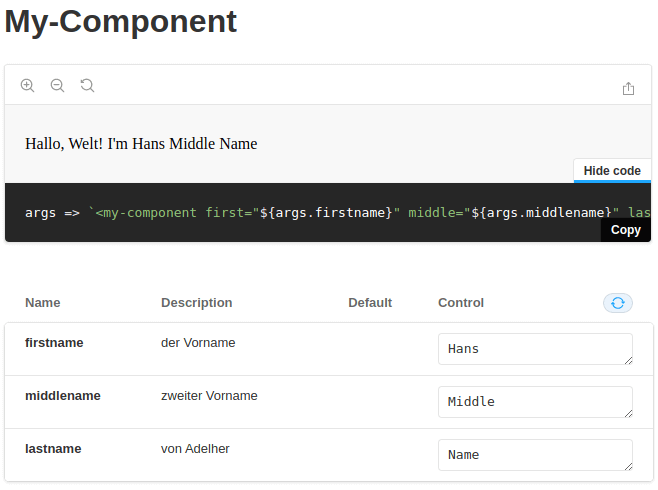 My-Component
Hallo, Welt! I'm Hans Middle Name
Hide code
args => `<my-component first="${args.firstname}" middle="${args.middlename}" las
Copy
Name Description Default Control
firstname der Vorname Hans
middlename zweiter Vorname Middle
lastname von Adelher Name